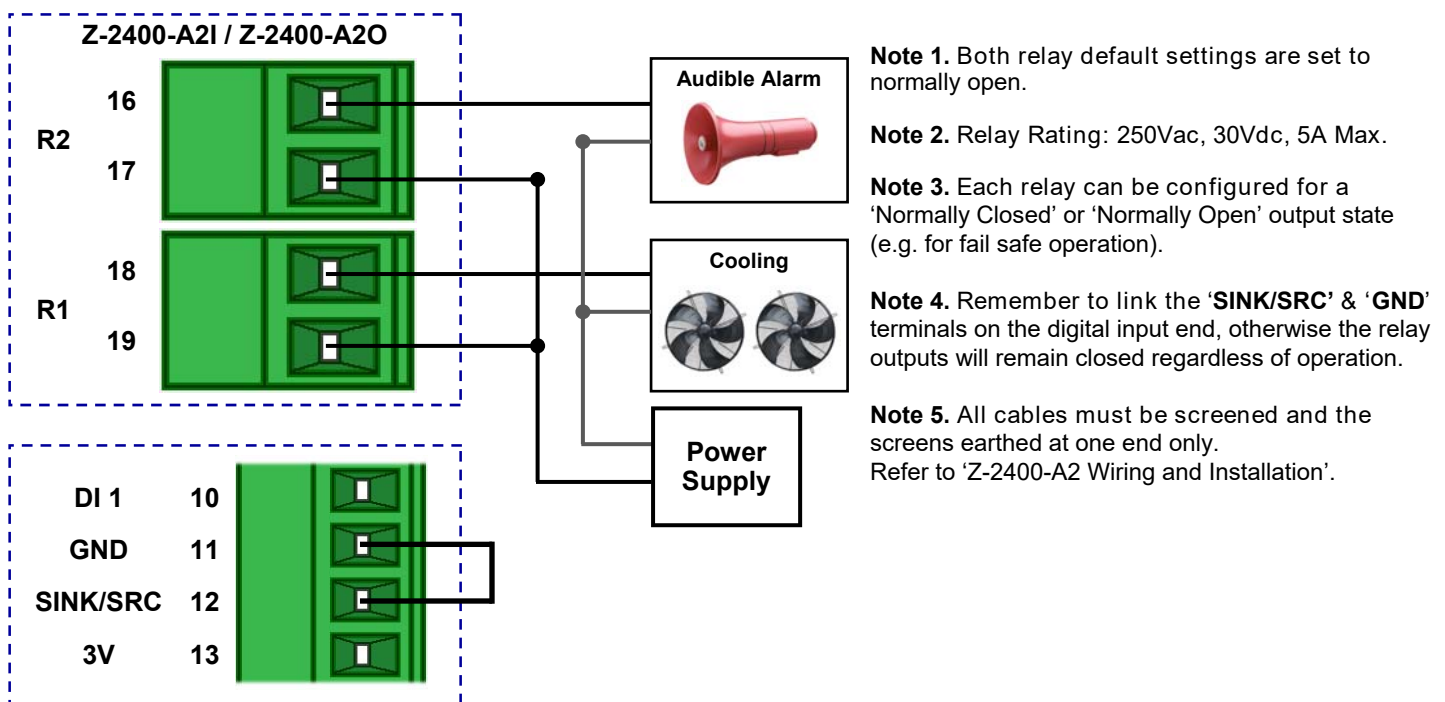 Z-2400-A2I / Z-2400-A2O
16
R2
17
18
R1
19
Audible Alarm
Cooling
Power
Supply
DI 1 10
GND 11
SINK/SRC 12
3V 13
Note 1. Both relay default settings are set to
normally open.
Note 2. Relay Rating: 250Vac, 30Vdc, 5A Max.
Note 3. Each relay can be configured for a
‘Normally Closed’ or ‘Normally Open’ output state
(e.g. for fail safe operation).
Note 4. Remember to link the ‘SINK/SRC’ & ‘GND’
terminals on the digital input end, otherwise the relay
outputs will remain closed regardless of operation.
Note 5. All cables must be screened and the
screens earthed at one end only.
Refer to ‘Z-2400-A2 Wiring and Installation’.